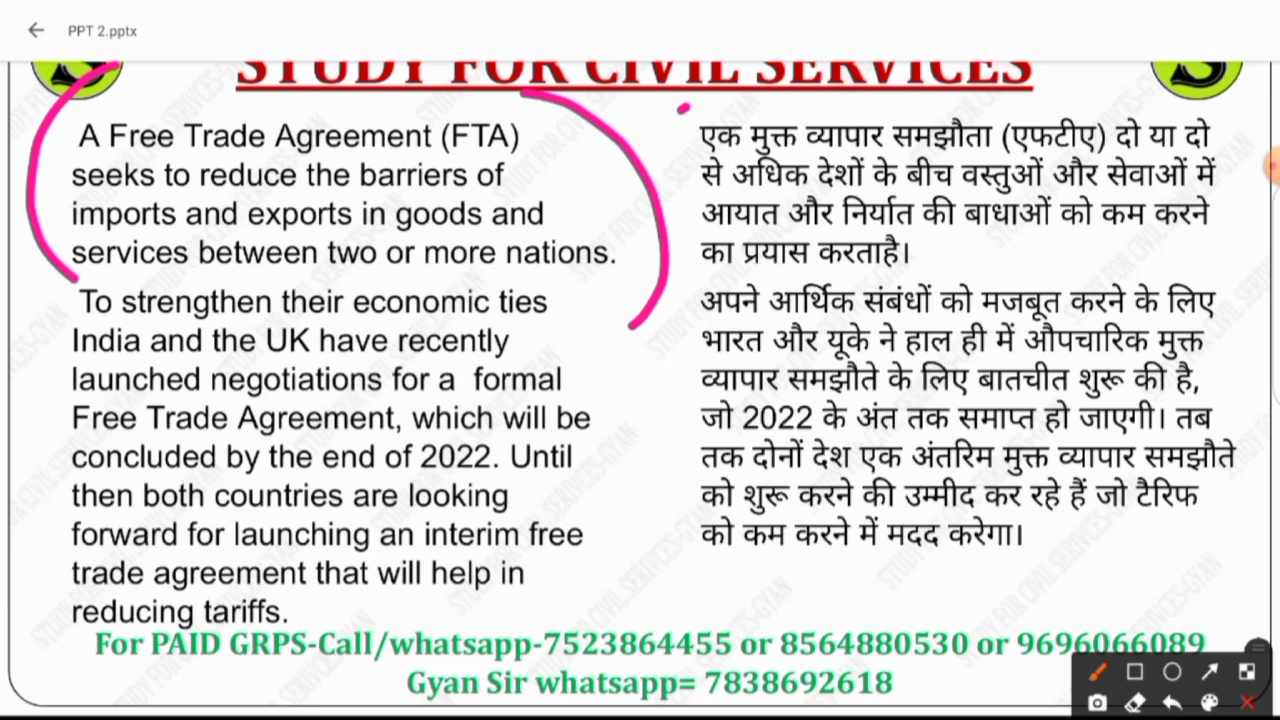 PPT 2.pptx
STUDY FOR CIVIL SERVICES
A Free Trade Agreement (FTA)
seeks to reduce the barriers of
imports and exports in goods and
services between two or more nations.
To strengthen their economic ties
India and the UK have recently
launched negotiations for a formal
Free Trade Agreement, which will be
concluded by the end of 2022. Until
then both countries are looking
forward for launching an interim free
trade agreement that will help in
reducing tariffs.
एक मुक्त व्यापार समझौता (एफटीए) दो या दो
से अधिक देशों के बीच वस्तुओं और सेवाओं में
आयात और निर्यात की बाधाओं को कम करने
का प्रयास करताहै।
अपने आर्थिक संबंधों को मजबूत करने के लिए
भारत और यूके ने हाल ही में औपचारिक मुक्त
व्यापार समझौते के लिए बातचीत शुरू की है,
जो 2022 के अंत तक समाप्त हो जाएगी। तब
तक दोनों देश एक अंतरिम मुक्त व्यापार समझौते
को शुरू करने की उम्मीद कर रहे हैं जो टैरिफ
को कम करने में मदद करेगा।
For PAID GRPS-Call/whatsapp-7523864455 or 8564880530 or 9696066089
Gyan Sir whatsapp= 7838692618